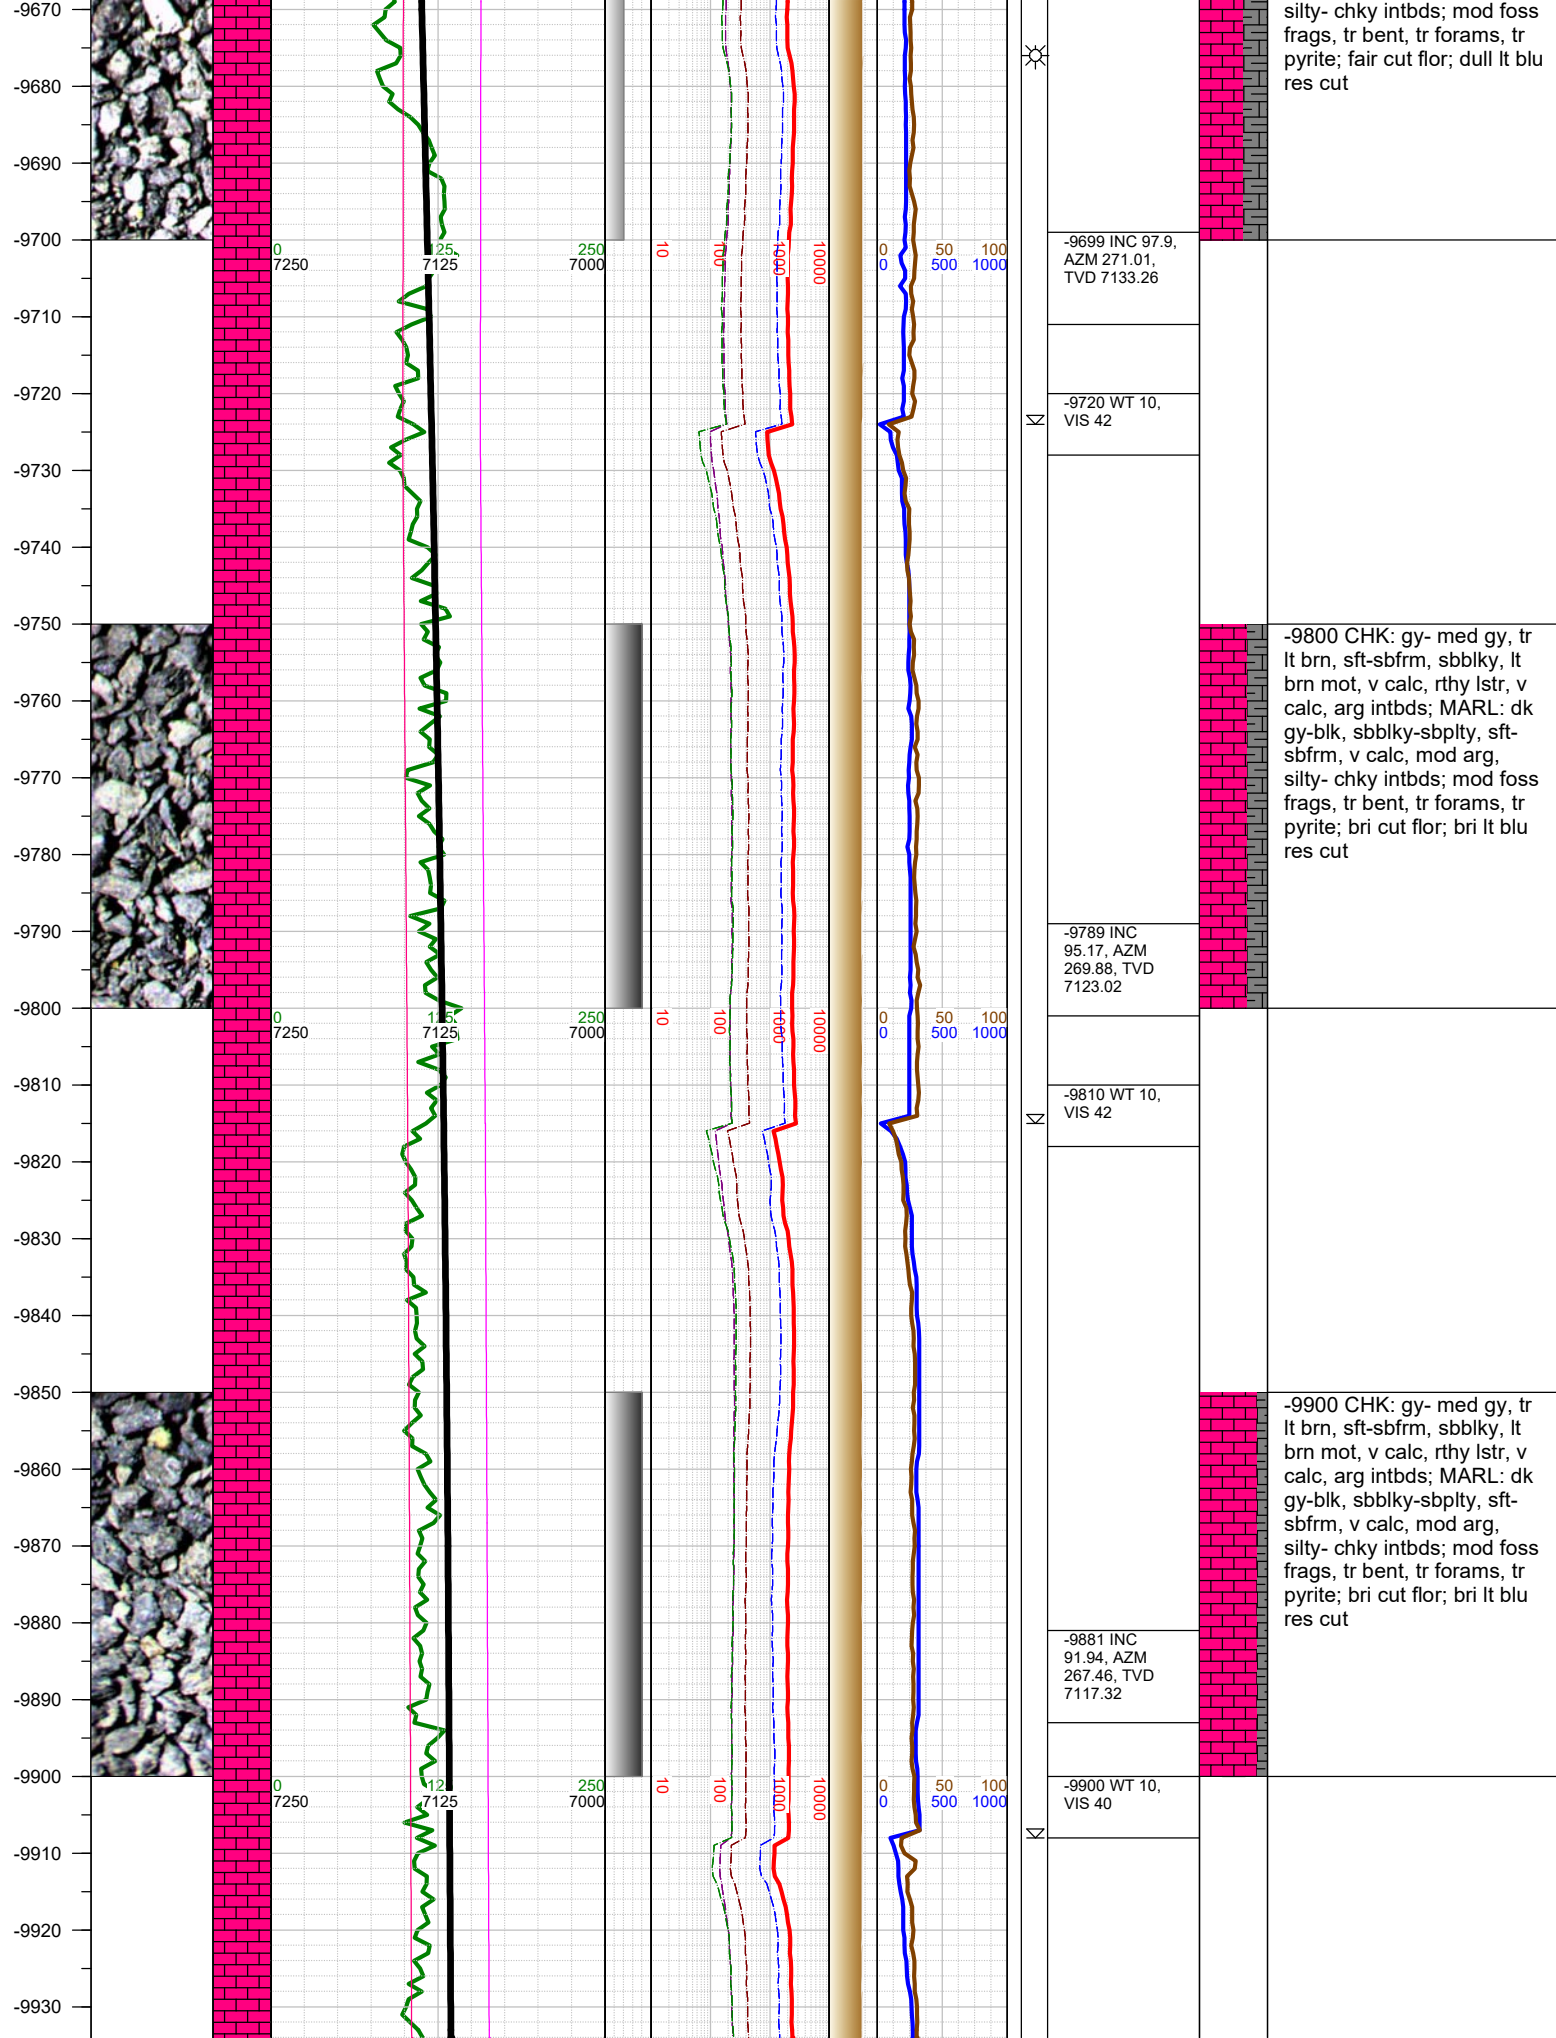 silty- chky intbds; mod foss
frags, tr bent, tr forams, tr
pyrite; fair cut flor; dull lt blu
res cut
-9670
-9680
-9690
-9700
0 125 250
7250 7125 7000
10 100 1000 10000
0 50 100
0 500 1000
-9699 INC 97.9,
AZM 271.01,
TVD 7133.26
-9710
-9720
-9720 WT 10,
VIS 42
-9730
-9740
-9750
-9800 CHK: gy- med gy, tr
lt brn, sft-sbfrm, sbblky, lt
brn mot, v calc, rthy lstr, v
calc, arg intbds; MARL: dk
gy-blk, sbblky-sbplty, sft-
sbfrm, v calc, mod arg,
silty- chky intbds; mod foss
frags, tr bent, tr forams, tr
pyrite; bri cut flor; bri lt blu
res cut
-9760
-9770
-9780
-9790
-9789 INC
95.17, AZM
269.88, TVD
7123.02
-9800
0 125 250
7250 7125 7000
10 100 1000 10000
0 50 100
0 500 1000
-9810
-9810 WT 10,
VIS 42
-9820
-9830
-9840
-9850
-9900 CHK: gy- med gy, tr
lt brn, sft-sbfrm, sbblky, lt
brn mot, v calc, rthy lstr, v
calc, arg intbds; MARL: dk
gy-blk, sbblky-sbplty, sft-
sbfrm, v calc, mod arg,
silty- chky intbds; mod foss
frags, tr bent, tr forams, tr
pyrite; bri cut flor; bri lt blu
res cut
-9860
-9870
-9880
-9881 INC
91.94, AZM
267.46, TVD
7117.32
-9890
-9900
0 125 250
7250 7125 7000
10 100 1000 10000
0 50 100
0 500 1000
-9900 WT 10,
VIS 40
-9910
-9920
-9930